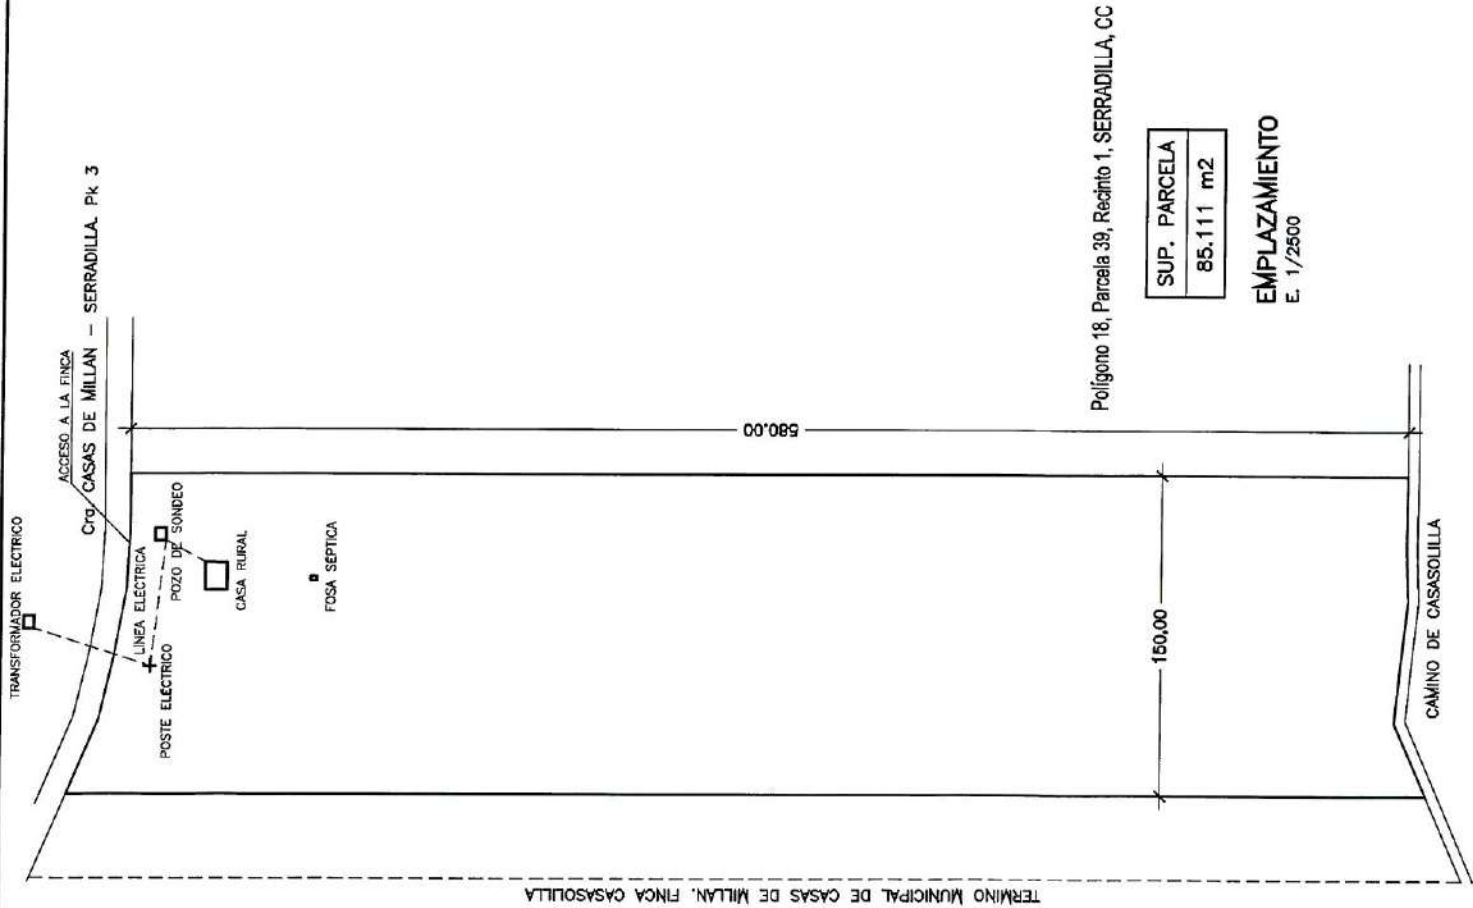 TRANSFORMADOR ELECTRICO
ACCESO A LA FINCA
Cra. CASAS DE MILLAN – SERRADILLA. Pk 3
LINEA ELECTRICA
POSTE ELECTRICO
POZO DE SONDEO
CASA RURAL
FOSA SEPTICA
580.00
150.00
CAMINO DE CASASOLILLA
TERMINO MUNICIPAL DE CASAS DE MILLAN. FINCA CASASOLILLA
Polígono 18, Parcela 39, Recinto 1, SERRADILLA, CC
SUP. PARCELA
85.111 m2
EMPLAZAMIENTO
E. 1/2500